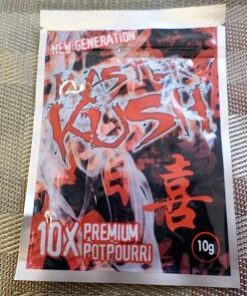 NEW GENERATION
KUSH
喜
10X PREMIUM
POTPOURRI
10g